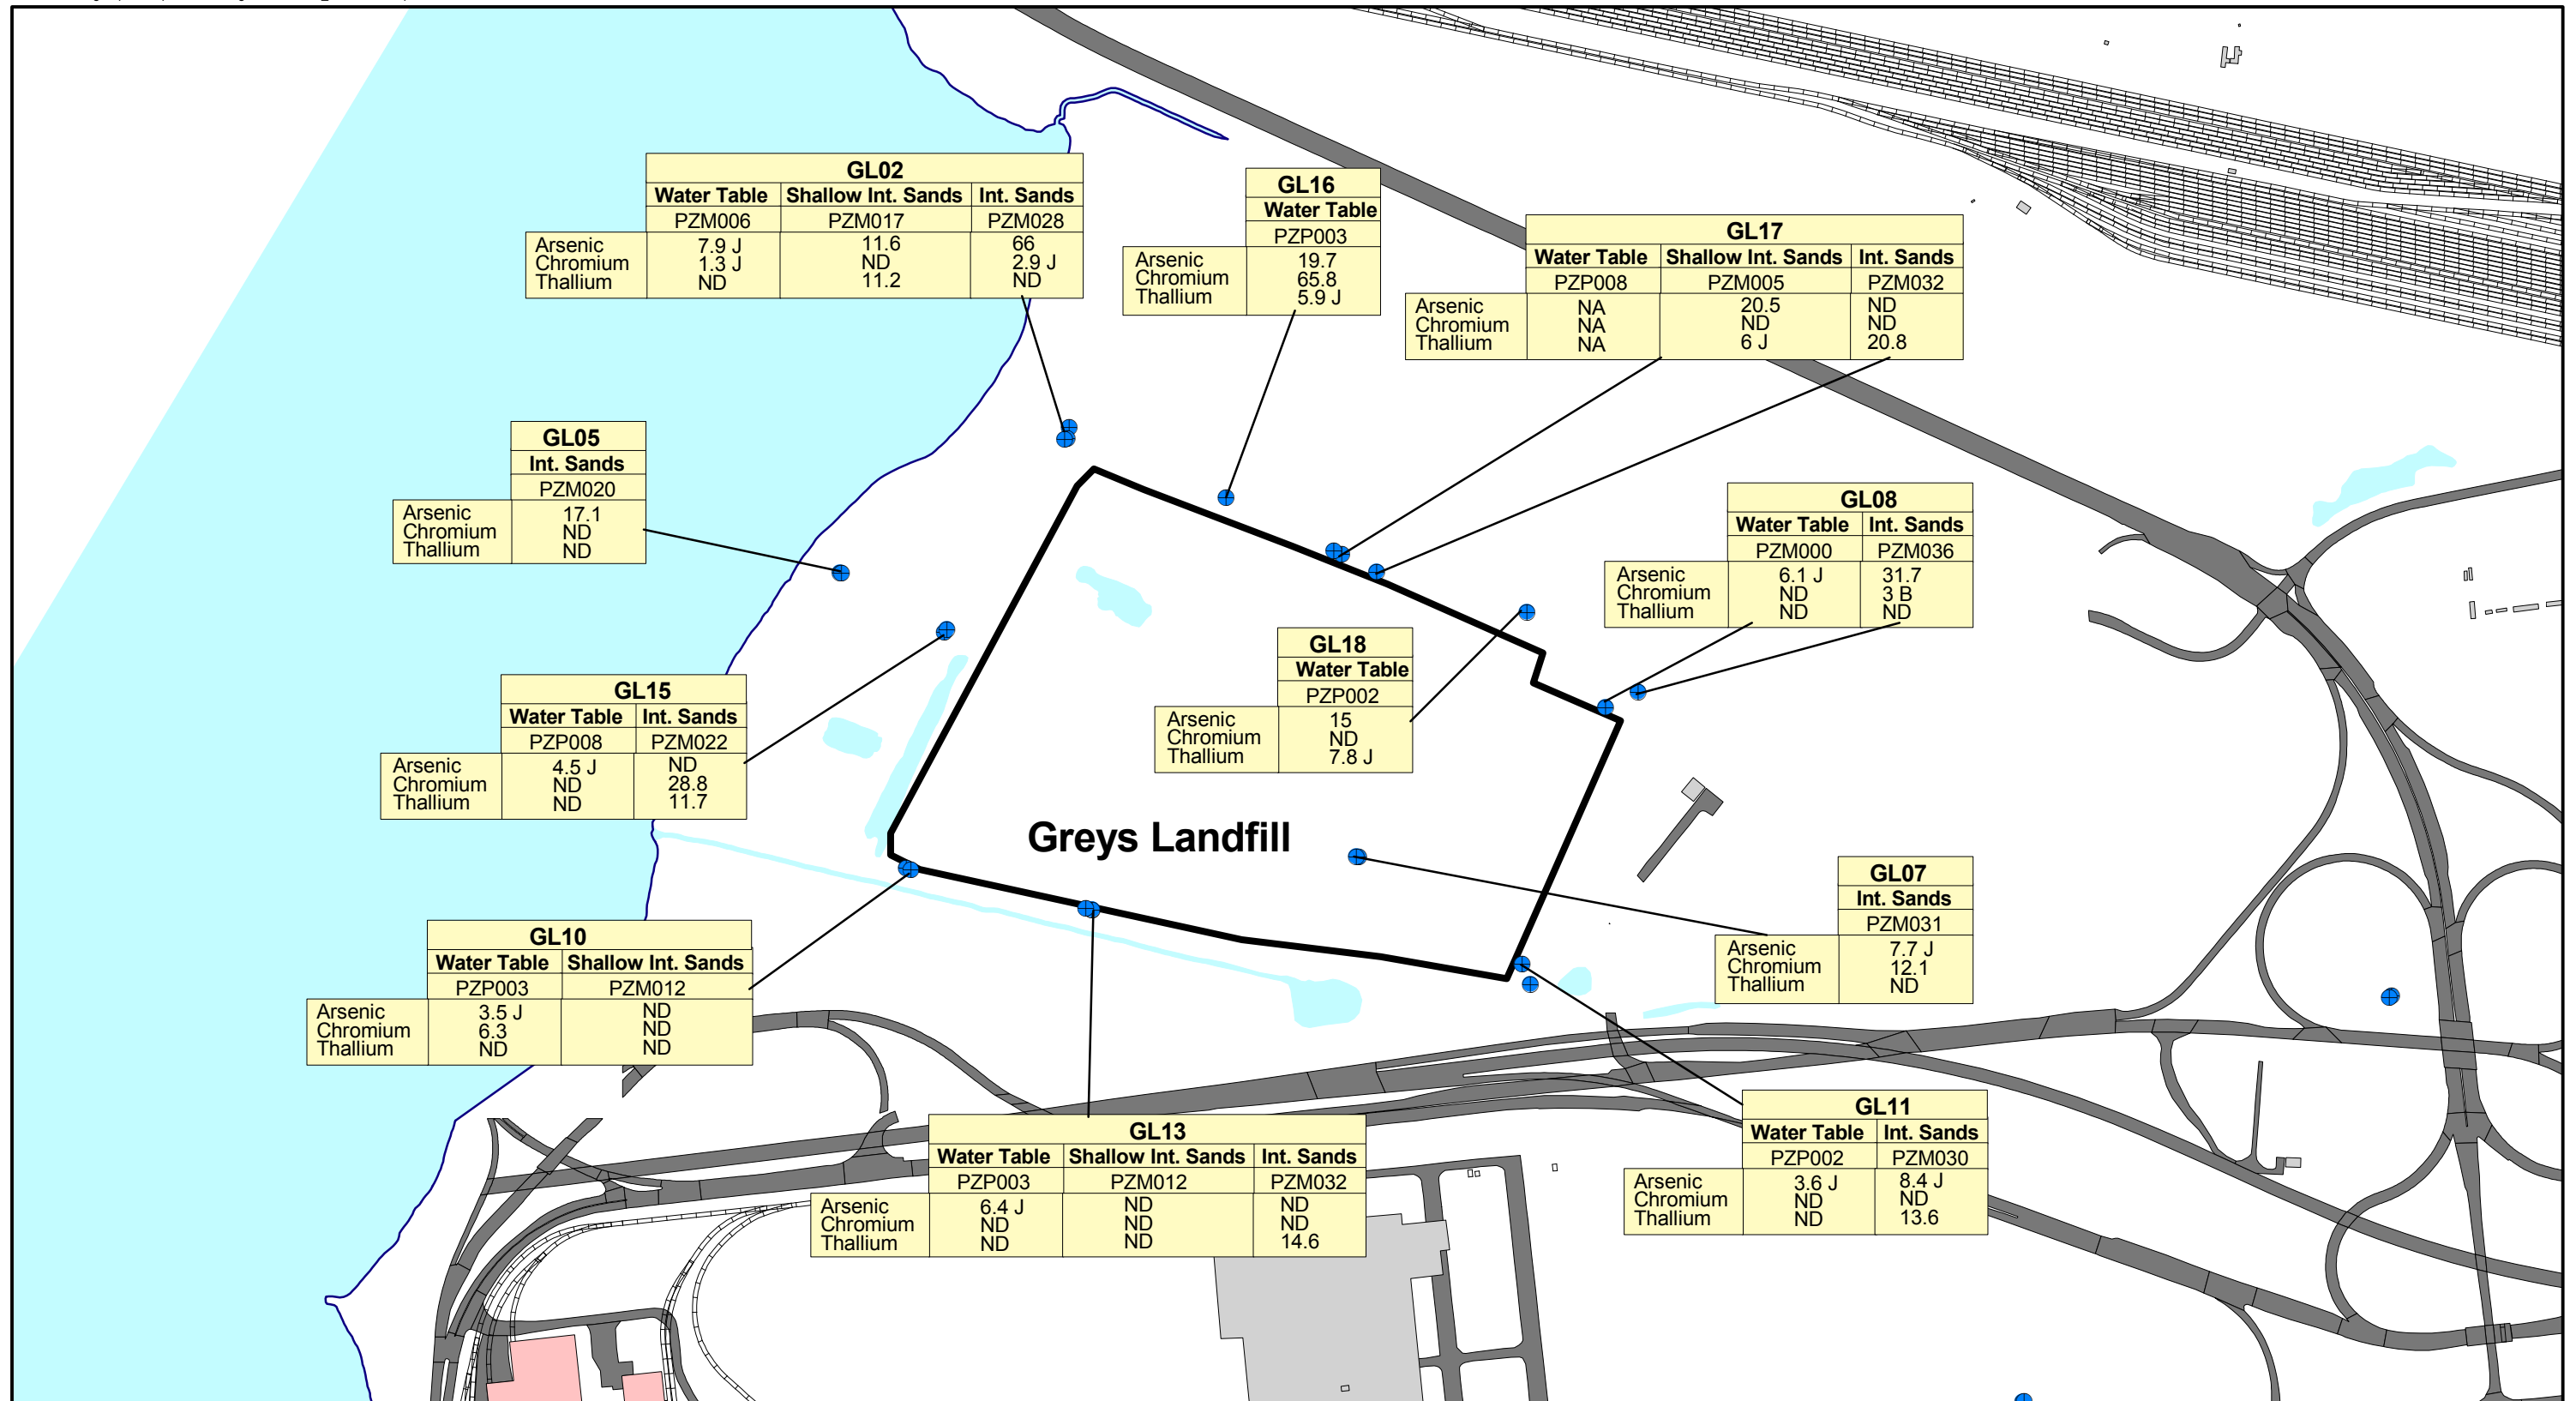 GL02
Water Table Shallow Int. Sands Int. Sands
PZM006 PZM017 PZM028
Arsenic 7.9 J 11.6 66
Chromium 1.3 J ND 2.9 J
Thallium ND 11.2 ND
GL16
Water Table
PZP003
Arsenic 19.7
Chromium 65.8
Thallium 5.9 J
GL17
Water Table Shallow Int. Sands Int. Sands
PZP008 PZM005 PZM032
Arsenic NA 20.5 ND
Chromium NA ND ND
Thallium NA 6 J 20.8
GL05
Int. Sands
PZM020
Arsenic 17.1
Chromium ND
Thallium ND
GL08
Water Table Int. Sands
PZM000 PZM036
Arsenic 6.1 J 31.7
Chromium ND 3 B
Thallium ND ND
GL18
Water Table
PZP002
Arsenic 15
Chromium ND
Thallium 7.8 J
GL15
Water Table Int. Sands
PZP008 PZM022
Arsenic 4.5 J ND
Chromium ND 28.8
Thallium ND 11.7
Greys Landfill
GL07
Int. Sands
PZM031
Arsenic 7.7 J
Chromium 12.1
Thallium ND
GL10
Water Table Shallow Int. Sands
PZP003 PZM012
Arsenic 3.5 J ND
Chromium 6.3 ND
Thallium ND ND
GL13
Water Table Shallow Int. Sands Int. Sands
PZP003 PZM012 PZM032
Arsenic 6.4 J ND ND
Chromium ND ND ND
Thallium ND ND 14.6
GL11
Water Table Int. Sands
PZP002 PZM030
Arsenic 3.6 J 8.4 J
Chromium ND ND
Thallium ND 13.6